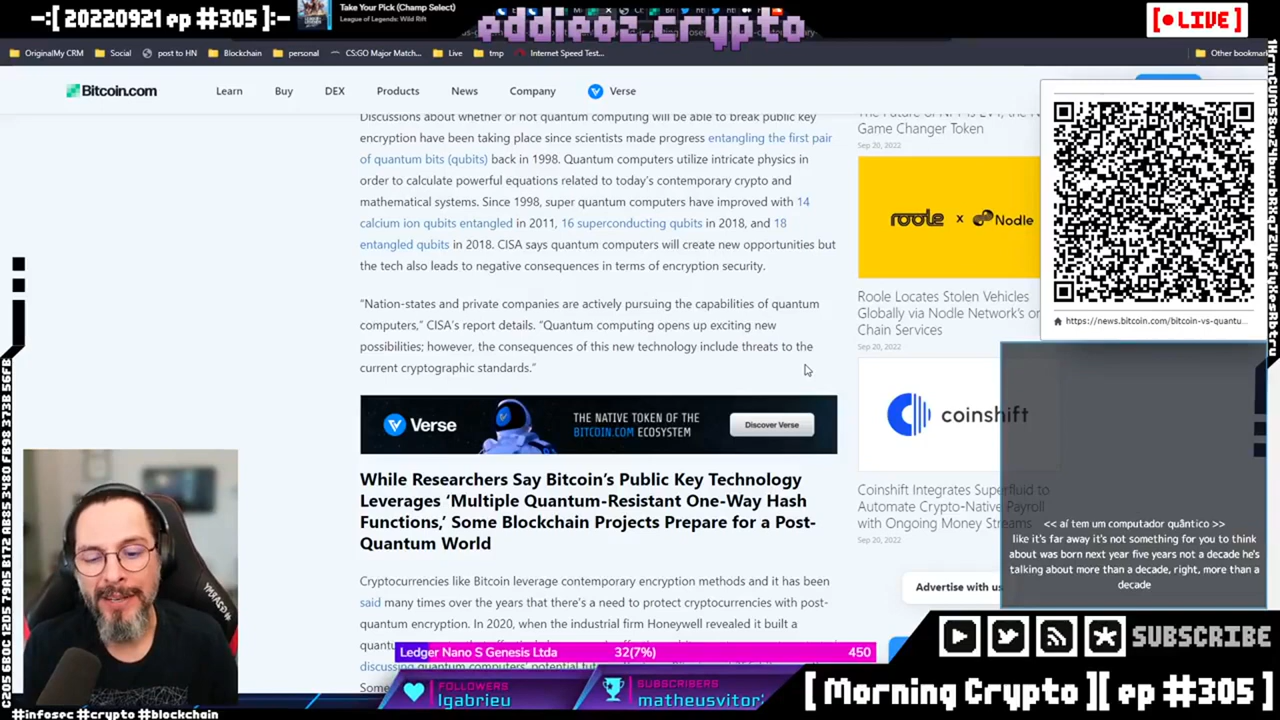 -:[ 20220921 ep #305 ]:-
Take Your Pick (Champ Select)
League of Legends: Wild Rift
eddieoz.crypto
[ LIVE ]
OriginalMy CRM
Social
post to HN
Blockchain
personal
CS:GO Major Match...
Live
tmp
Internet Speed Test...
Other bookmar
Bitcoin.com
Learn
Buy
DEX
Products
News
Company
Verse
Discussions about whether or not quantum computing will be able to break public key
encryption have been taking place since scientists made progress entangling the first pair
of quantum bits (qubits) back in 1998. Quantum computers utilize intricate physics in
order to calculate powerful equations related to today's contemporary crypto and
mathematical systems. Since 1998, super quantum computers have improved with 14
calcium ion qubits entangled in 2011, 16 superconducting qubits in 2018, and 18
entangled qubits in 2018. CISA says quantum computers will create new opportunities but
the tech also leads to negative consequences in terms of encryption security.
“Nation-states and private companies are actively pursuing the capabilities of quantum
computers,” CISA's report details. “Quantum computing opens up exciting new
possibilities; however, the consequences of this new technology include threats to the
current cryptographic standards.”
Verse
THE NATIVE TOKEN OF THE
BITCOIN.COM ECOSYSTEM
Discover Verse
While Researchers Say Bitcoin's Public Key Technology
Leverages ‘Multiple Quantum-Resistant One-Way Hash
Functions,’ Some Blockchain Projects Prepare for a Post-
Quantum World
Cryptocurrencies like Bitcoin leverage contemporary encryption methods and it has been
said many times over the years that there's a need to protect cryptocurrencies with post-
quantum encryption. In 2020, when the industrial firm Honeywell revealed it built a
discussing quantum computers' potential
Some
Game Changer Token
Sep 20, 2022
roole x Nodle
Roole Locates Stolen Vehicles
Globally via Nodle Network's
Chain Services
Sep 20, 2022
coinshift
Coinshift Integrates Superfluid to
Automate Crypto-Native Payroll
with Ongoing Money Streams
Sep 20, 2022
Advertise with us
https://news.bitcoin.com/bitcoin-vs-quantu...
<< aí tem um computador quântico >>
like it's far away it's not something for you to think
about was born next year five years not a decade he's
talking about more than a decade, right, more than a
decade
Ledger Nano S Genesis Ltda
32(7%)
450
FOLLOWERS
lgabrieu
SUBSCRIBERS
matheusvitor
SUBSCRIBE
[ Morning Crypto ][ ep #305 ]
#infosec #crypto #blockchain